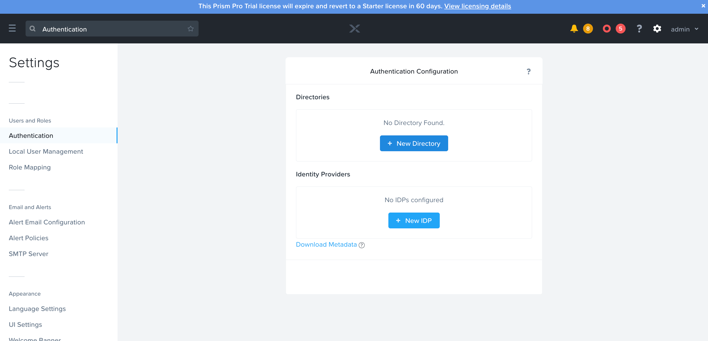 This Prism Pro Trial license will expire and revert to a Starter license in 60 days. View licensing details
Authentication
8
5
?
admin
Settings
Users and Roles
Authentication
Local User Management
Role Mapping
Email and Alerts
Alert Email Configuration
Alert Policies
SMTP Server
Appearance
Language Settings
UI Settings
Welcome Banner
Authentication Configuration
?
Directories
No Directory Found.
+ New Directory
Identity Providers
No IDPs configured
+ New IDP
Download Metadata ?